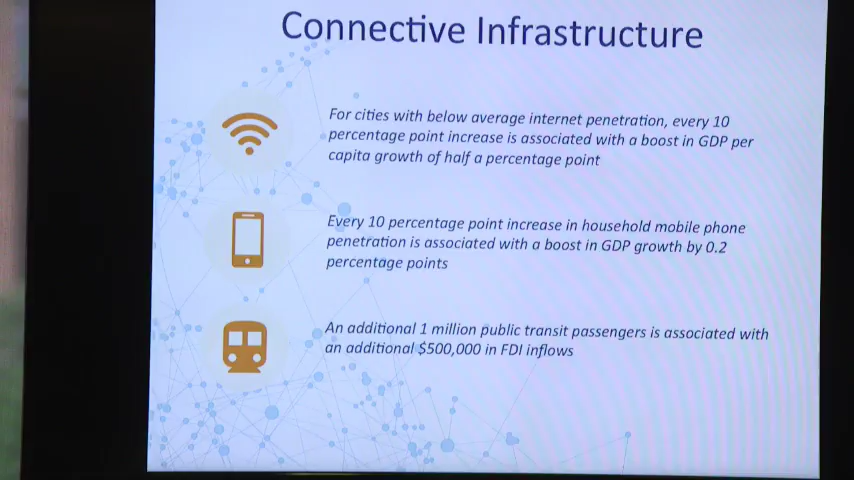 Connective Infrastructure
For cities with below average internet penetration, every 10
percentage point increase is associated with a boost in GDP per
capita growth of half a percentage point
Every 10 percentage point increase in household mobile phone
penetration is associated with a boost in GDP growth by 0.2
percentage points
An additional 1 million public transit passengers is associated with
an additional $500,000 in FDI inflows